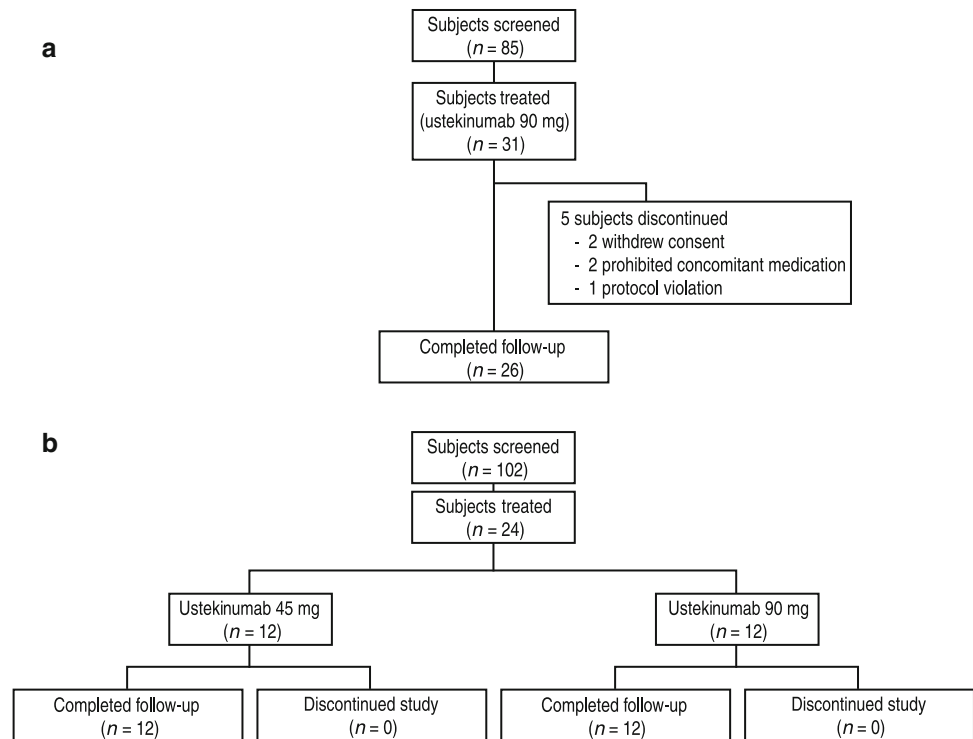 a
Subjects screened
(n = 85)
Subjects treated
(ustekinumab 90 mg)
(n = 31)
5 subjects discontinued
- 2 withdrew consent
- 2 prohibited concomitant medication
- 1 protocol violation
Completed follow-up
(n = 26)
b
Subjects screened
(n = 102)
Subjects treated
(n = 24)
Ustekinumab 45 mg
(n = 12)
Ustekinumab 90 mg
(n = 12)
Completed follow-up
(n = 12)
Discontinued study
(n = 0)
Completed follow-up
(n = 12)
Discontinued study
(n = 0)